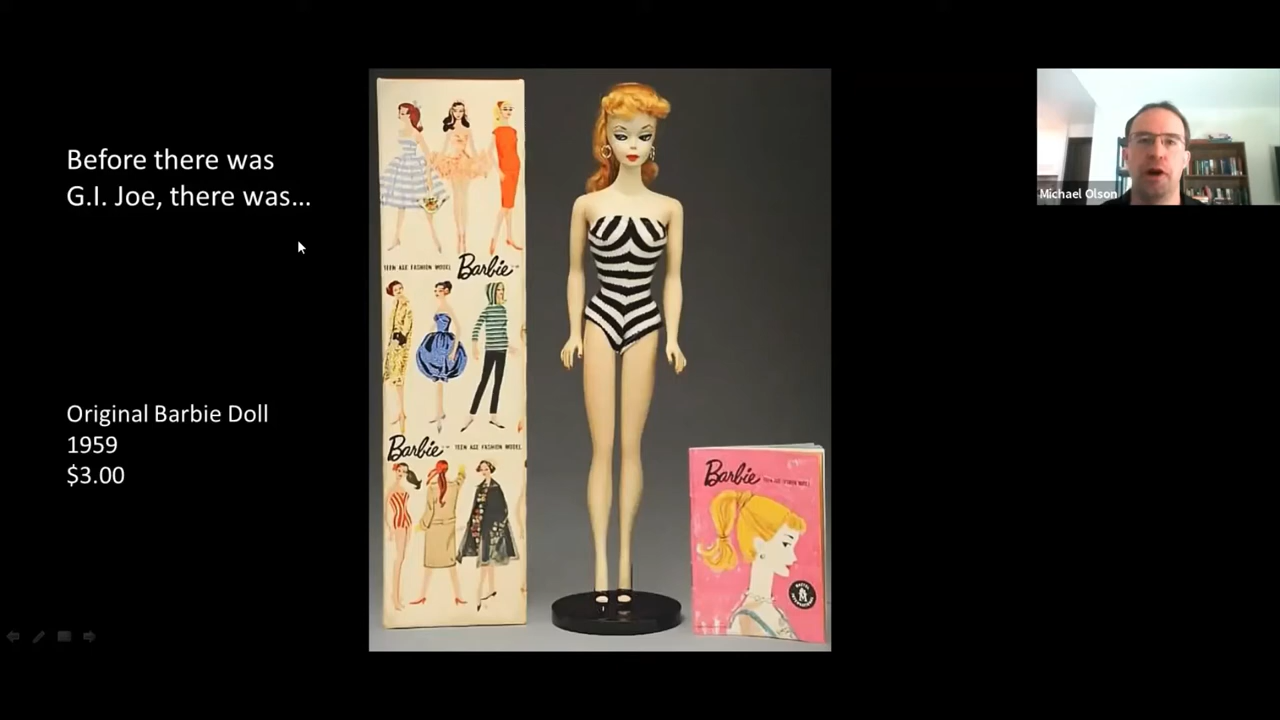 Before there was
G.I. Joe, there was...
Original Barbie Doll
1959
$3.00
TEEN AGE FASHION MODEL Barbie
Barbie TEEN AGE FASHION MODEL
Barbie
Michael Olson